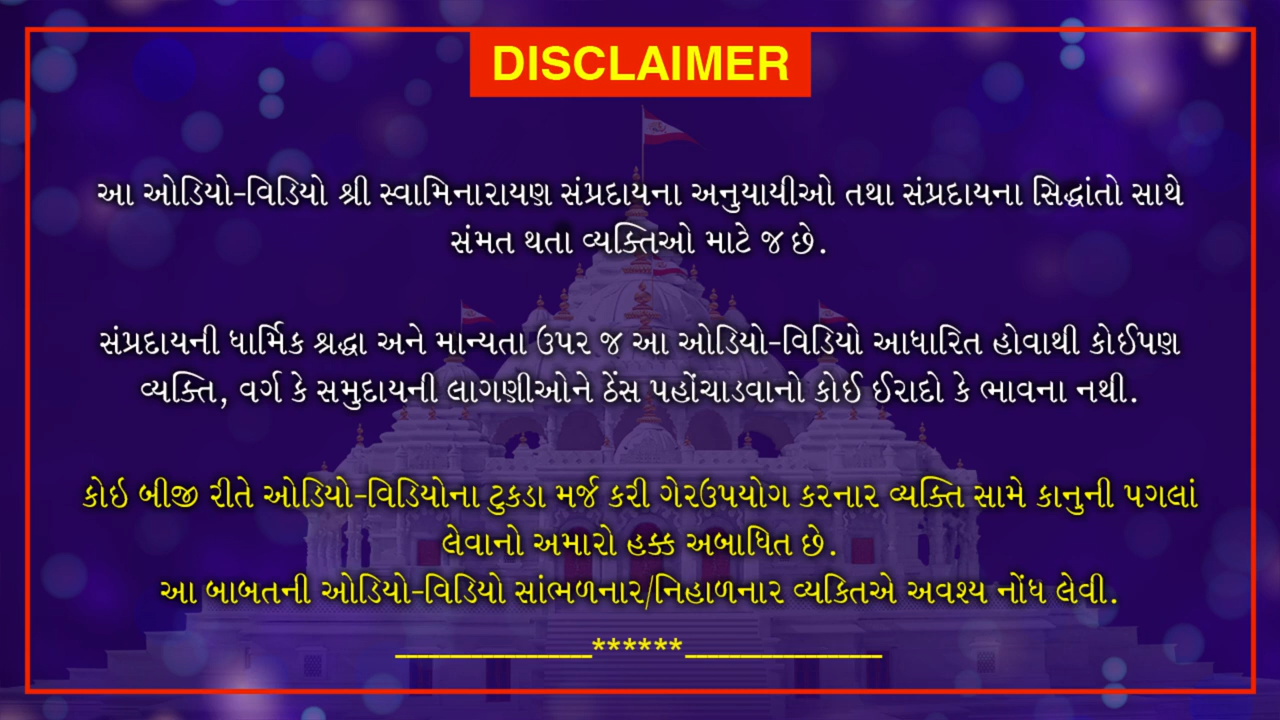 DISCLAIMER
આ ઓડિયો-વિડિયો શ્રી સ્વામિનારાયણ સંપ્રદાયના અનુયાયીઓ તથા સંપ્રદાયના સિદ્ધાંતો સાથે
સંમત થતા વ્યક્તિઓ માટે જ છે.
સંપ્રદાયની ધાર્મિક શ્રદ્ધા અને માન્યતા ઉપર જ આ ઓડિયો-વિડિયો આધારિત હોવાથી કોઈપણ
વ્યક્તિ, વર્ગ કે સમુદાયની લાગણીઓને ઠેંસ પહોંચાડવાનો કોઈ ઈરાદો કે ભાવના નથી.
કોઇ બીજી રીતે ઓડિયો-વિડિયોના ટુકડા મર્જ કરી ગેરઉપયોગ કરનાર વ્યક્તિ સામે કાનુની પગલાં
લેવાનો અમારો હક્ક અબાધિત છે.
આ બાબતની ઓડિયો-વિડિયો સાંભળનાર/નિહાળનાર વ્યકિતએ અવશ્ય નોંધ લેવી.
________________******________________